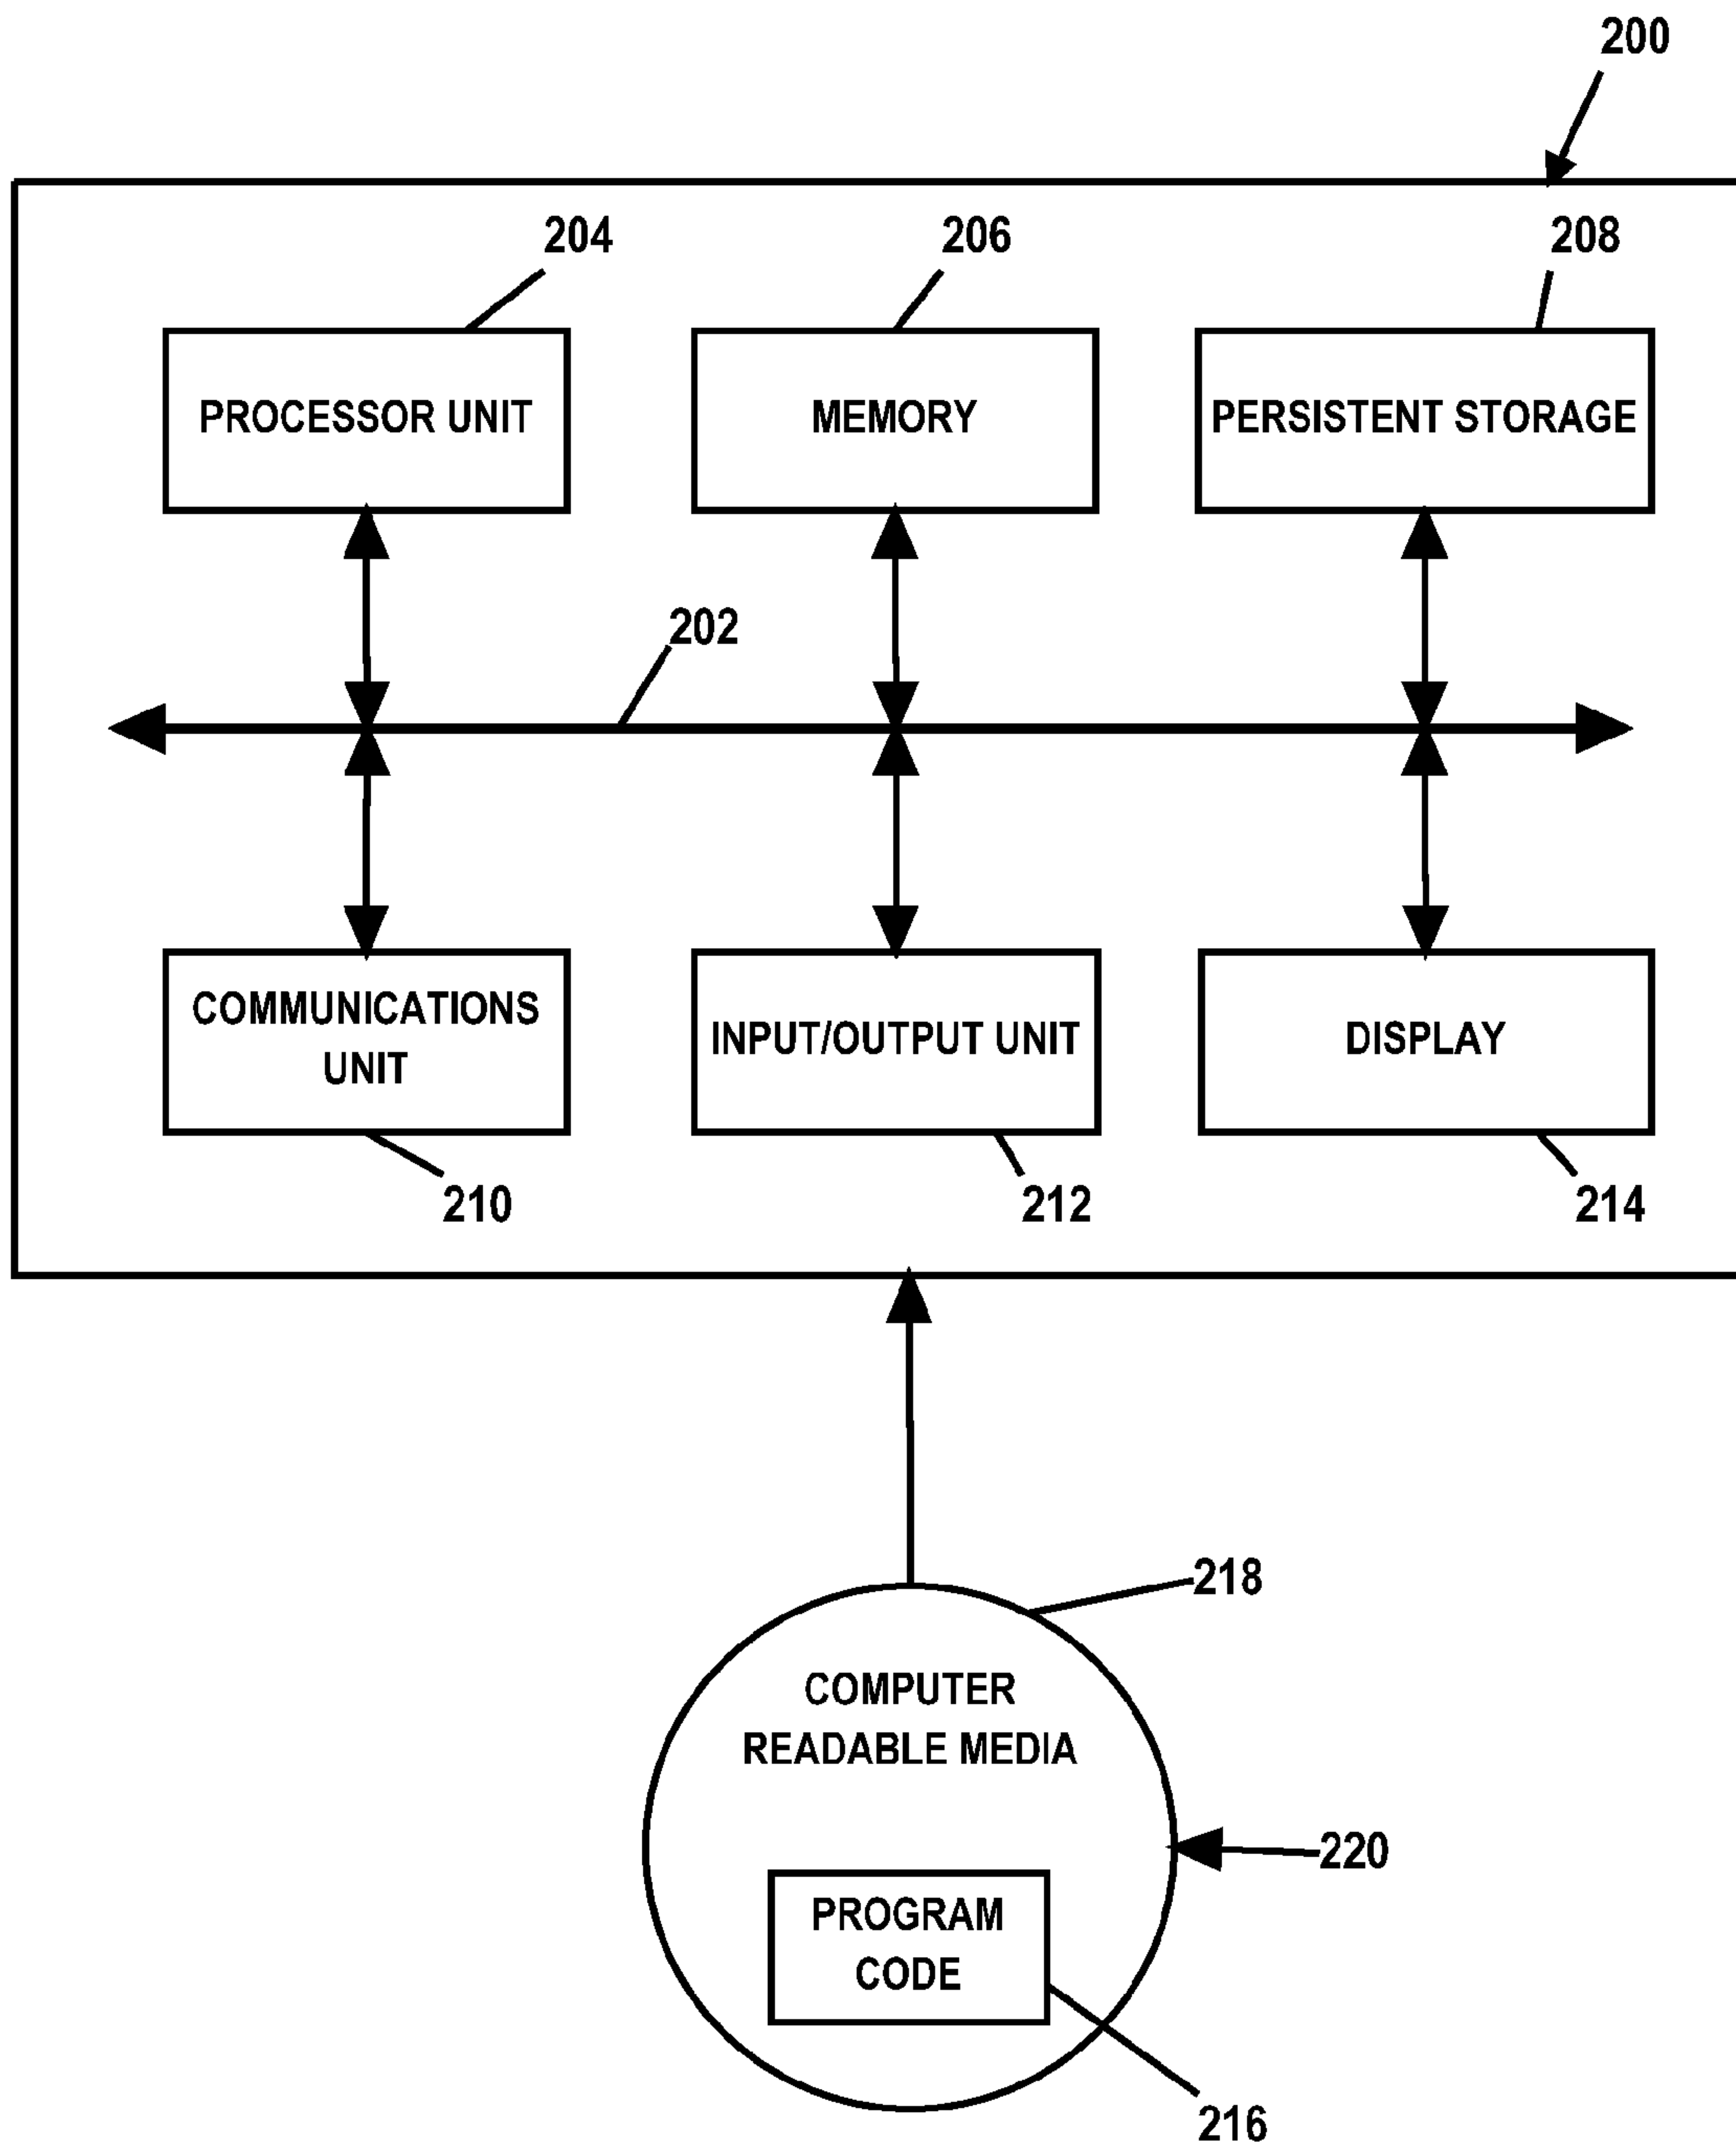 200
204
206
208
PROCESSOR UNIT
MEMORY
PERSISTENT STORAGE
202
COMMUNICATIONS
UNIT
INPUT/OUTPUT UNIT
DISPLAY
210
212
214
218
COMPUTER
READABLE MEDIA
220
PROGRAM
CODE
216